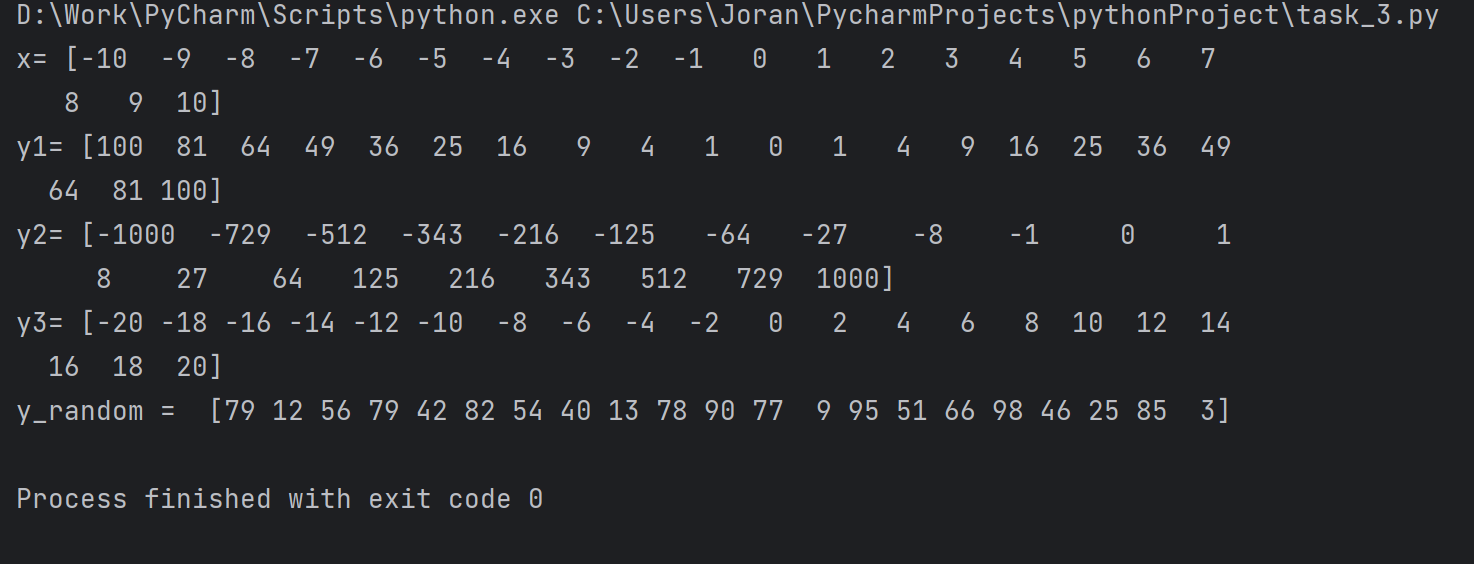 D:\Work\PyCharm\Scripts\python.exe C:\Users\Joran\PycharmProjects\pythonProject\task_3.py
x= [-10  -9  -8  -7  -6  -5  -4  -3  -2  -1   0   1   2   3   4   5   6   7
   8   9  10]
y1= [100  81  64  49  36  25  16   9   4   1   0   1   4   9  16  25  36  49
  64  81 100]
y2= [-1000  -729  -512  -343  -216  -125   -64   -27    -8    -1     0     1
     8    27    64   125   216   343   512   729  1000]
y3= [-20 -18 -16 -14 -12 -10  -8  -6  -4  -2   0   2   4   6   8  10  12  14
  16  18  20]
y_random =  [79 12 56 79 42 82 54 40 13 78 90 77  9 95 51 66 98 46 25 85  3]

Process finished with exit code 0